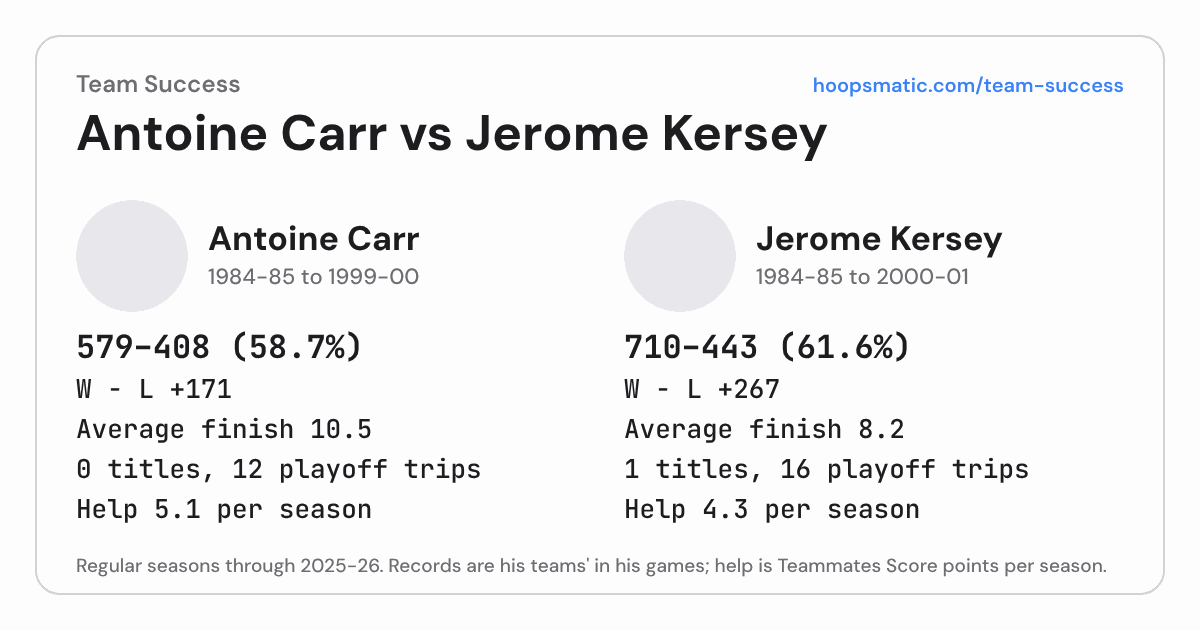 Team Success
hoopsmatic.com/team-success
Antoine Carr vs Jerome Kersey
Antoine Carr
1984-85 to 1999-00
579-408 (58.7%)
W - L +171
Average finish 10.5
0 titles, 12 playoff trips
Help 5.1 per season
Jerome Kersey
1984-85 to 2000-01
710-443 (61.6%)
W - L +267
Average finish 8.2
1 titles, 16 playoff trips
Help 4.3 per season
Regular seasons through 2025-26. Records are his teams' in his games; help is Teammates Score points per season.